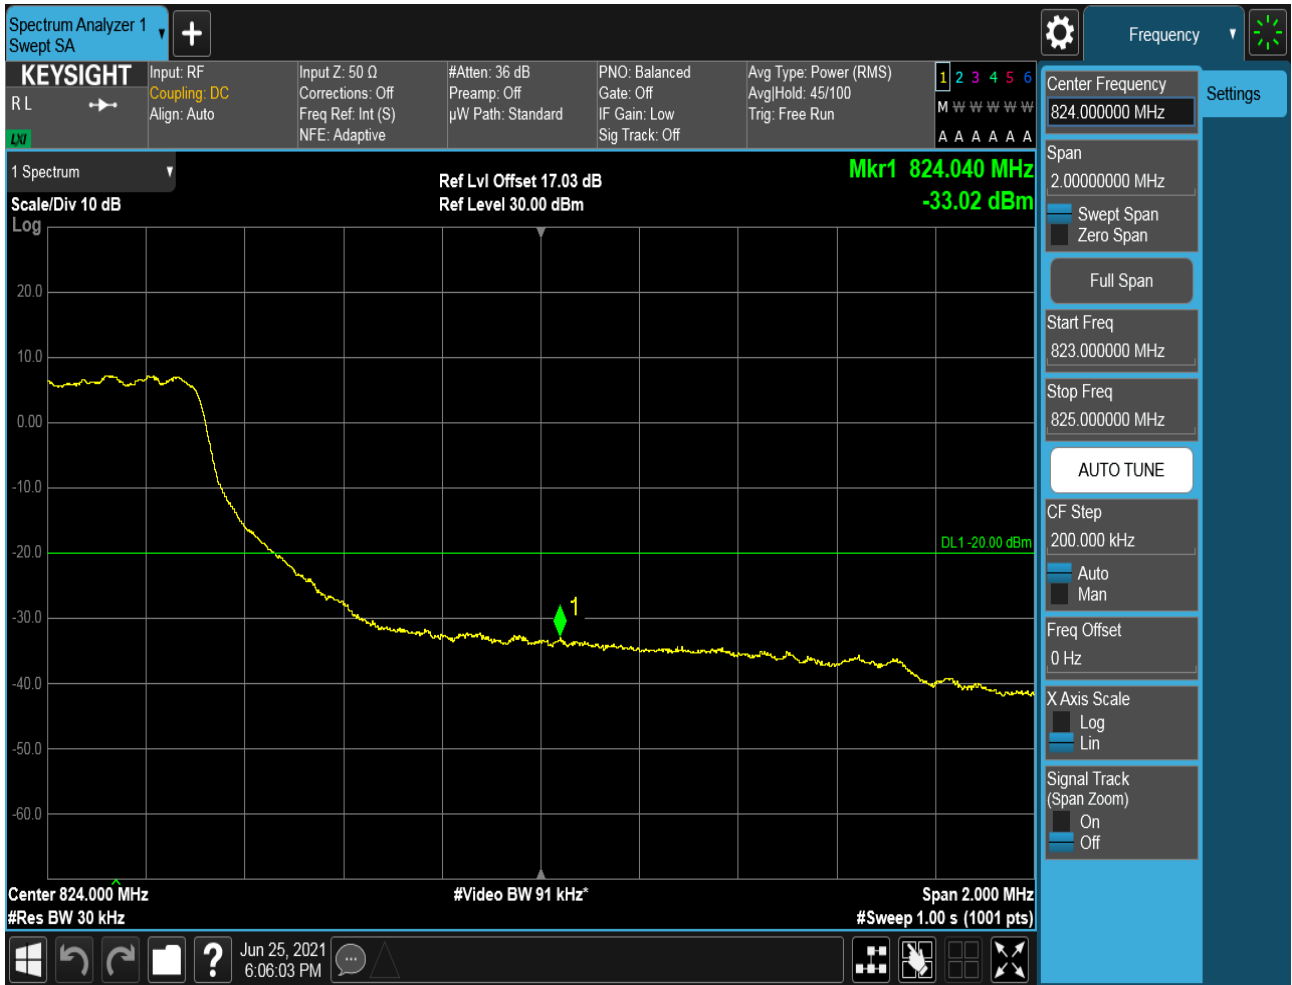 Spectrum Analyzer 1
Swept SA
Frequency
KEYSIGHT
R L
LXI
Input: RF
Coupling: DC
Align: Auto
Input Z: 50 Ω
Corrections: Off
Freq Ref: Int (S)
NFE: Adaptive
#Atten: 36 dB
Preamp: Off
µW Path: Standard
PNO: Balanced
Gate: Off
IF Gain: Low
Sig Track: Off
Avg Type: Power (RMS)
Avg|Hold: 45/100
Trig: Free Run
1 2 3 4 5 6
M W W W W W
A A A A A A
1 Spectrum
Scale/Div 10 dB
Log
Ref Lvl Offset 17.03 dB
Ref Level 30.00 dBm
Mkr1 824.040 MHz
-33.02 dBm
20.0
10.0
0.00
-10.0
-20.0
-30.0
-40.0
-50.0
-60.0
DL1 -20.00 dBm
1
Center 824.000 MHz
#Res BW 30 kHz
#Video BW 91 kHz*
Span 2.000 MHz
#Sweep 1.00 s (1001 pts)
Jun 25, 2021
6:06:03 PM
Center Frequency
824.000000 MHz
Settings
Span
2.00000000 MHz
Swept Span
Zero Span
Full Span
Start Freq
823.000000 MHz
Stop Freq
825.000000 MHz
AUTO TUNE
CF Step
200.000 kHz
Auto
Man
Freq Offset
0 Hz
X Axis Scale
Log
Lin
Signal Track
(Span Zoom)
On
Off